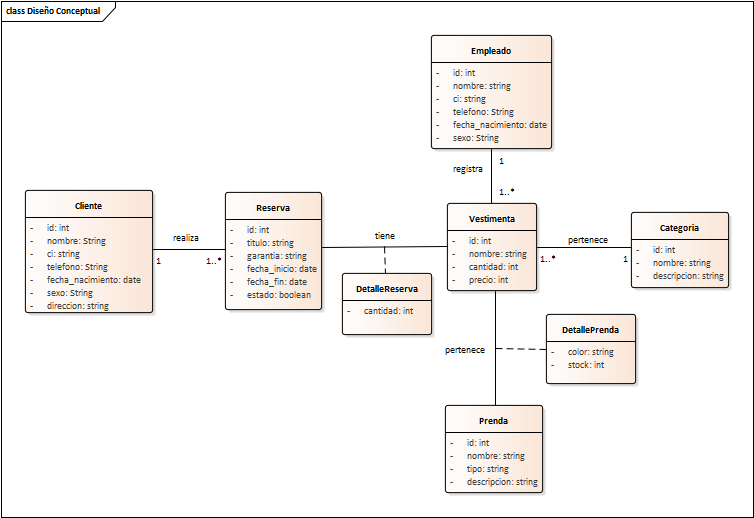 class Diseño Conceptual
Empleado
- id: int
- nombre: string
- ci: string
- telefono: String
- fecha_nacimiento: date
- sexo: String
registra
1
1..*
Cliente
- id: int
- nombre: String
- ci: string
- telefono: String
- fecha_nacimiento: date
- sexo: String
- direccion: string
realiza
1
1..*
Reserva
- id: int
- titulo: string
- garantia: string
- fecha_inicio: date
- fecha_fin: date
- estado: boolean
tiene
DetalleReserva
- cantidad: int
Vestimenta
- id: int
- nombre: string
- cantidad: int
- precio: int
pertenece
1..*
1
Categoria
- id: int
- nombre: string
- descripcion: string
DetallePrenda
- color: string
- stock: int
pertenece
Prenda
- id: int
- nombre: string
- tipo: string
- descripcion: string